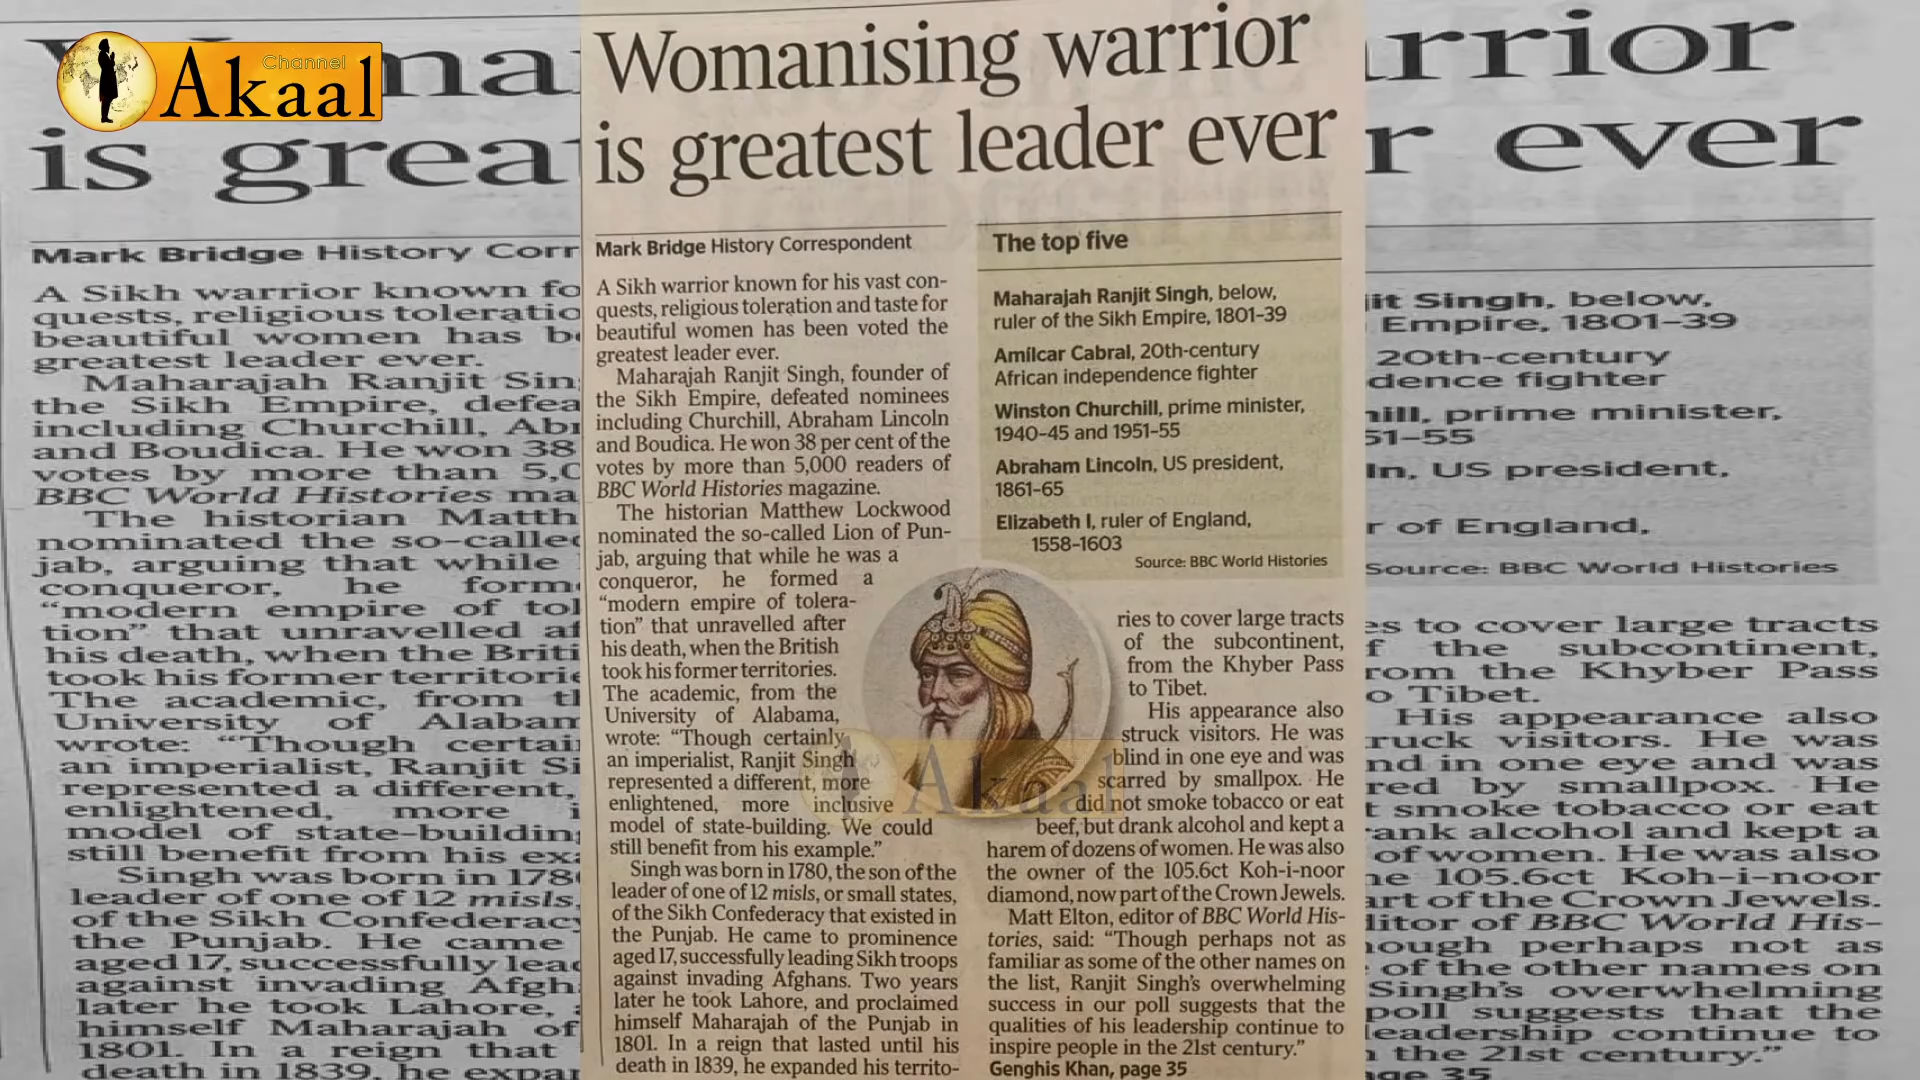 Channel
Akaal
Womanising warrior
is greatest leader ever
Mark Bridge History Correspondent
A Sikh warrior known for his vast con-
quests, religious toleration and taste for
beautiful women has been voted the
greatest leader ever.
Maharajah Ranjit Singh, founder of
the Sikh Empire, defeated nominees
including Churchill, Abraham Lincoln
and Boudica. He won 38 per cent of the
votes by more than 5,000 readers of
BBC World Histories magazine.
The historian Matthew Lockwood
nominated the so-called Lion of Pun-
jab, arguing that while he was a
conqueror, he formed a
“modern empire of tolera-
tion” that unravelled after
his death, when the British
took his former territories.
The academic, from the
University of Alabama,
wrote: “Though certainly
an imperialist, Ranjit Singh
represented a different, more
enlightened, more inclusive
model of state-building. We could
still benefit from his example.”
Singh was born in 1780, the son of the
leader of one of 12 misls, or small states,
of the Sikh Confederacy that existed in
the Punjab. He came to prominence
aged 17, successfully leading Sikh troops
against invading Afghans. Two years
later he took Lahore, and proclaimed
himself Maharajah of the Punjab in
1801. In a reign that lasted until his
death in 1839, he expanded his territo-
The top five
Maharajah Ranjit Singh, below,
ruler of the Sikh Empire, 1801-39
Amílcar Cabral, 20th-century
African independence fighter
Winston Churchill, prime minister,
1940-45 and 1951-55
Abraham Lincoln, US president,
1861-65
Elizabeth I, ruler of England,
1558-1603
Source: BBC World Histories
ries to cover large tracts
of the subcontinent,
from the Khyber Pass
to Tibet.
His appearance also
struck visitors. He was
blind in one eye and was
scarred by smallpox. He
did not smoke tobacco or eat
beef, but drank alcohol and kept a
harem of dozens of women. He was also
the owner of the 105.6ct Koh-i-noor
diamond, now part of the Crown Jewels.
Matt Elton, editor of BBC World His-
tories, said: “Though perhaps not as
familiar as some of the other names on
the list, Ranjit Singh’s overwhelming
success in our poll suggests that the
qualities of his leadership continue to
inspire people in the 21st century.”
Genghis Khan, page 35
Akaal